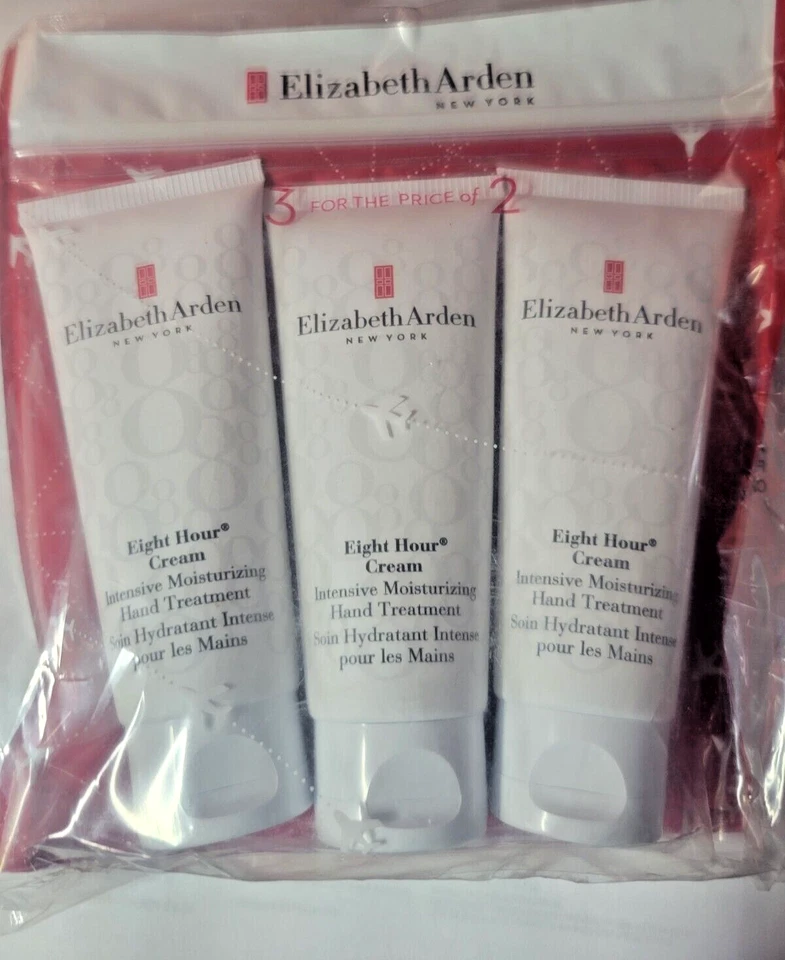 Elizabeth Arden
NEW YORK
3 FOR THE PRICE of 2
Elizabeth Arden
NEW YORK
Eight Hour®
Cream
Intensive Moisturizing
Hand Treatment
Soin Hydratant Intense
pour les Mains
Elizabeth Arden
NEW YORK
Eight Hour®
Cream
Intensive Moisturizing
Hand Treatment
Soin Hydratant Intense
pour les Mains
Elizabeth Arden
NEW YORK
Eight Hour®
Cream
Intensive Moisturizing
Hand Treatment
Soin Hydratant Intense
pour les Mains